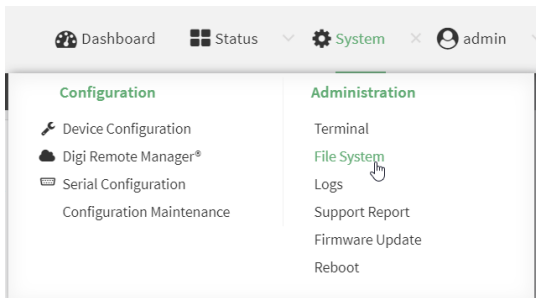 Dashboard Status System admin
Configuration
Device Configuration
Digi Remote Manager®
Serial Configuration
Configuration Maintenance
Administration
Terminal
File System
Logs
Support Report
Firmware Update
Reboot